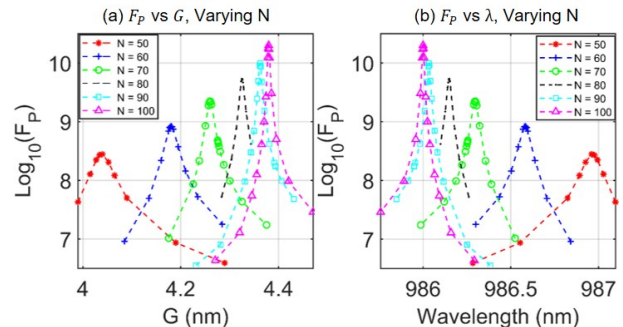 (a) F_P vs G, Varying N
(b) F_P vs λ, Varying N
Log10(F_P)
10
9
8
7
N = 50
N = 60
N = 70
N = 80
N = 90
N = 100
4
4.2
4.4
G (nm)
Log10(F_P)
10
9
8
7
N = 50
N = 60
N = 70
N = 80
N = 90
N = 100
986
986.5
987
Wavelength (nm)